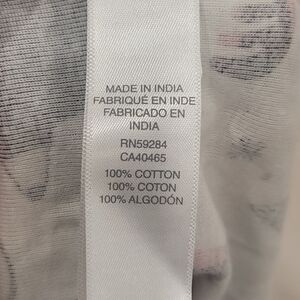 MADE IN INDIA
FABRIQUÉ EN INDE
FABRICADO EN
INDIA
RN59284
CA40465
100% COTTON
100% COTON
100% ALGODÓN